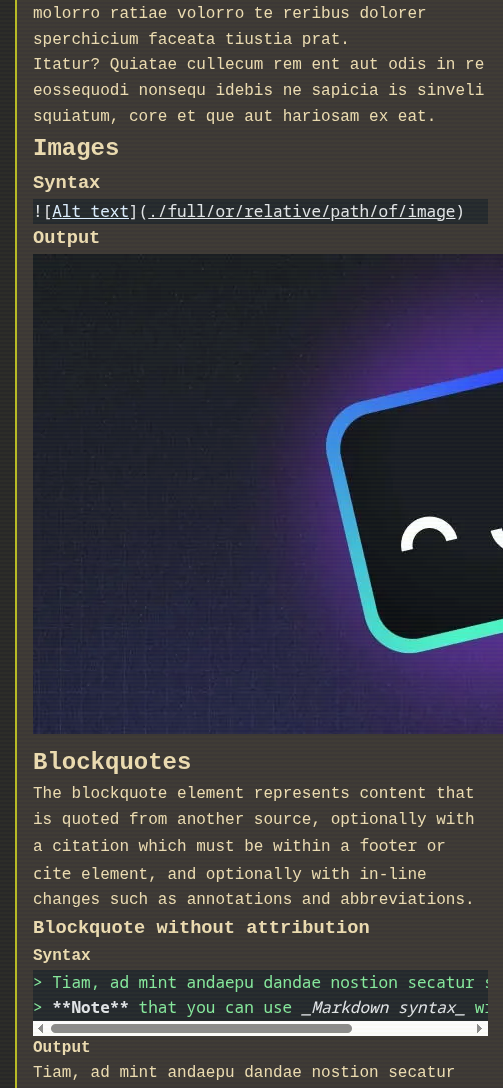 molorro ratiae volorro te reribus dolorer
sperchicium faceata tiustia prat.
Itatur? Quiatae cullecum rem ent aut odis in re
eossequodi nonsequ idebis ne sapicia is sinveli
squiatum, core et que aut hariosam ex eat.
Images
Syntax
![Alt text](./full/or/relative/path/of/image)
Output
Blockquotes
The blockquote element represents content that
is quoted from another source, optionally with
a citation which must be within a footer or
cite element, and optionally with in-line
changes such as annotations and abbreviations.
Blockquote without attribution
Syntax
> Tiam, ad mint andaepu dandae nostion secatur
> **Note** that you can use _Markdown syntax_
Output
Tiam, ad mint andaepu dandae nostion secatur